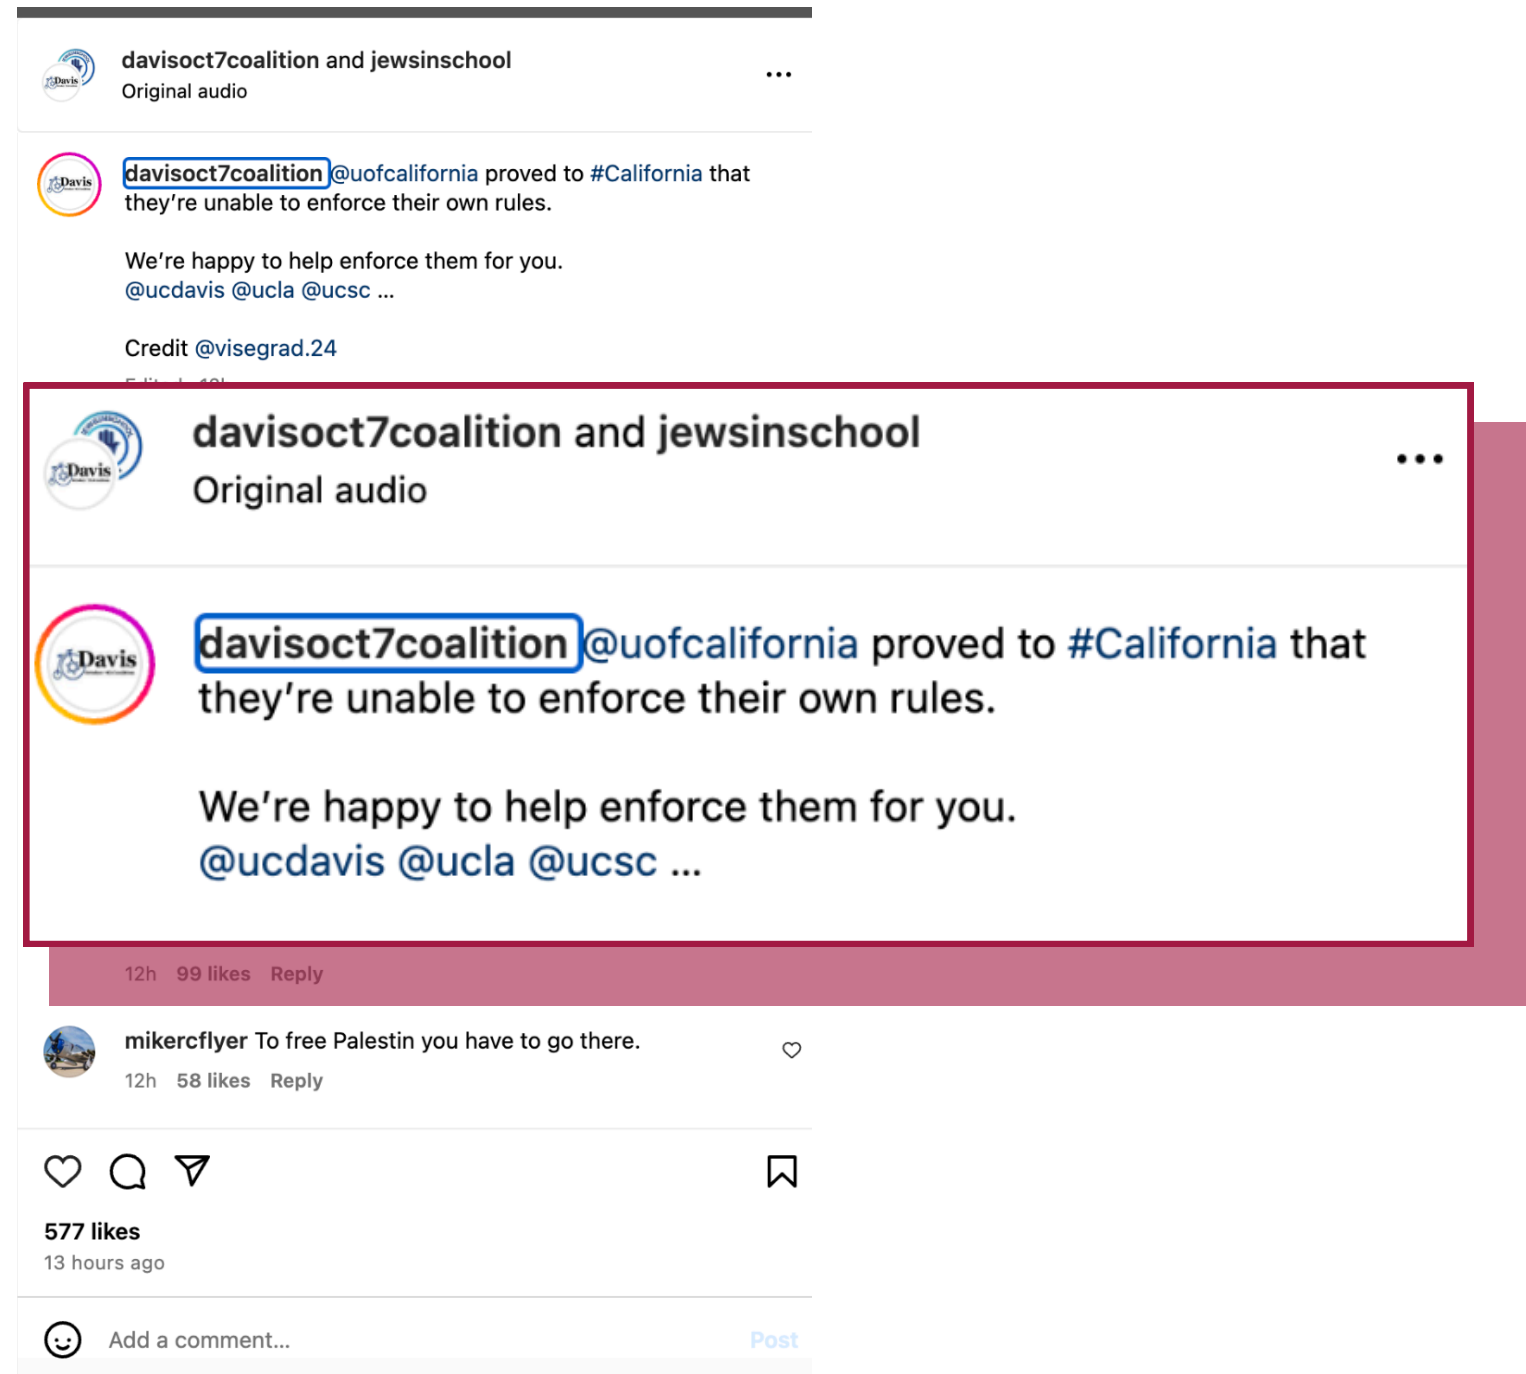 davisoct7coalition and jewsinschool
Original audio
davisoct7coalition @uofcalifornia proved to #California that
they’re unable to enforce their own rules.
We’re happy to help enforce them for you.
@ucdavis @ucla @ucsc ...
Credit @visegrad.24
davisoct7coalition and jewsinschool
Original audio
davisoct7coalition @uofcalifornia proved to #California that
they’re unable to enforce their own rules.
We’re happy to help enforce them for you.
@ucdavis @ucla @ucsc ...
12h 99 likes Reply
mikercflyer To free Palestin you have to go there.
12h 58 likes Reply
577 likes
13 hours ago
Add a comment... Post
Davis
Davis
Davis
Davis